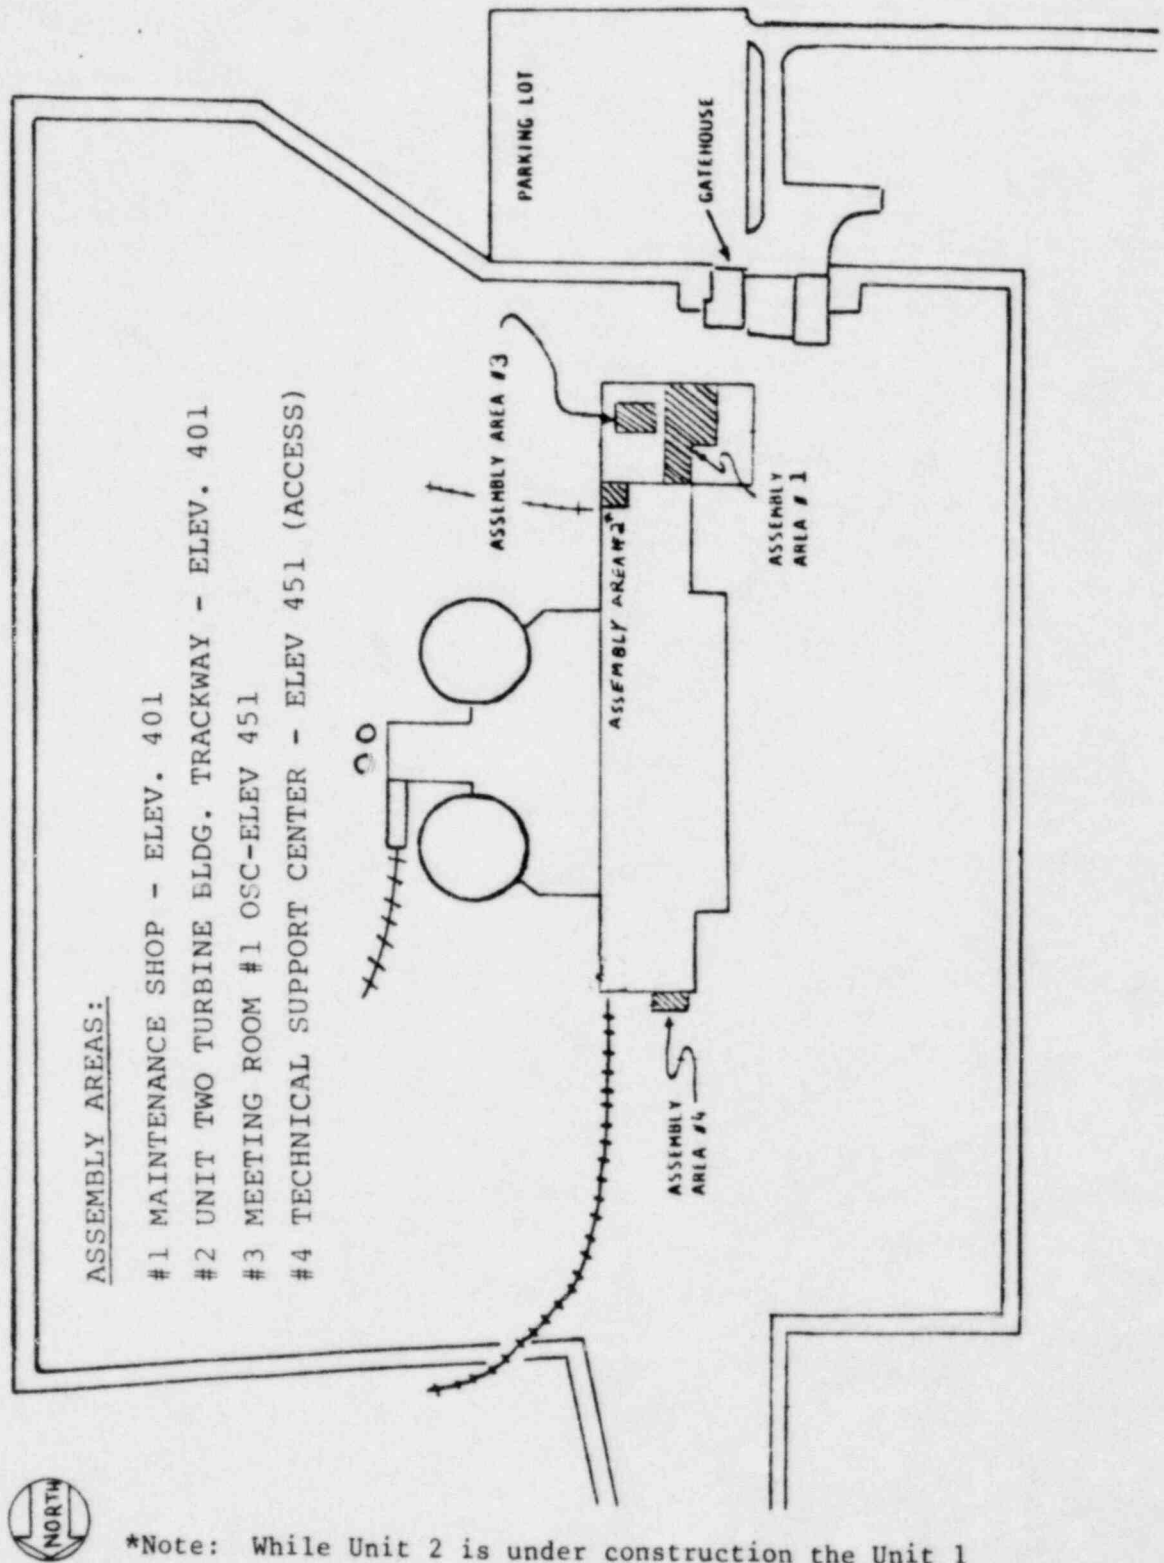 ASSEMBLY AREAS:
#1 MAINTENANCE SHOP - ELEV. 401
#2 UNIT TWO TURBINE BLDG. TRACKWAY - ELEV. 401
#3 MEETING ROOM #1 OSC-ELEV 451
#4 TECHNICAL SUPPORT CENTER - ELEV 451 (ACCESS)
PARKING LOT
GATEHOUSE
ASSEMBLY AREA #3
ASSEMBLY AREA #2*
ASSEMBLY
AREA # 1
ASSEMBLY
AREA #4
NORTH
*Note: While Unit 2 is under construction the Unit 1